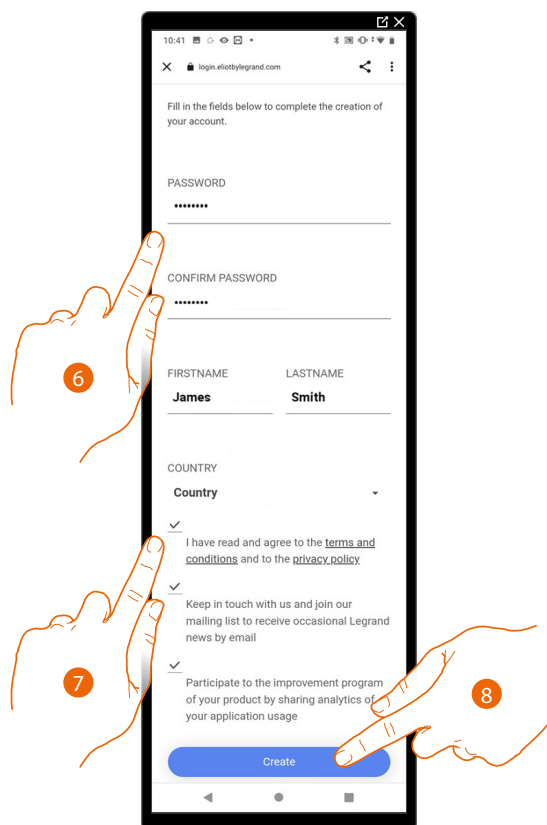 10:41
login.eliotbylegrand.com
Fill in the fields below to complete the creation of
your account.
PASSWORD
••••••••
CONFIRM PASSWORD
••••••••
6
FIRSTNAME LASTNAME
James Smith
COUNTRY
Country
I have read and agree to the terms and
conditions and to the privacy policy
Keep in touch with us and join our
mailing list to receive occasional Legrand
news by email
7
Participate to the improvement program
of your product by sharing analytics of
your application usage
8
Create